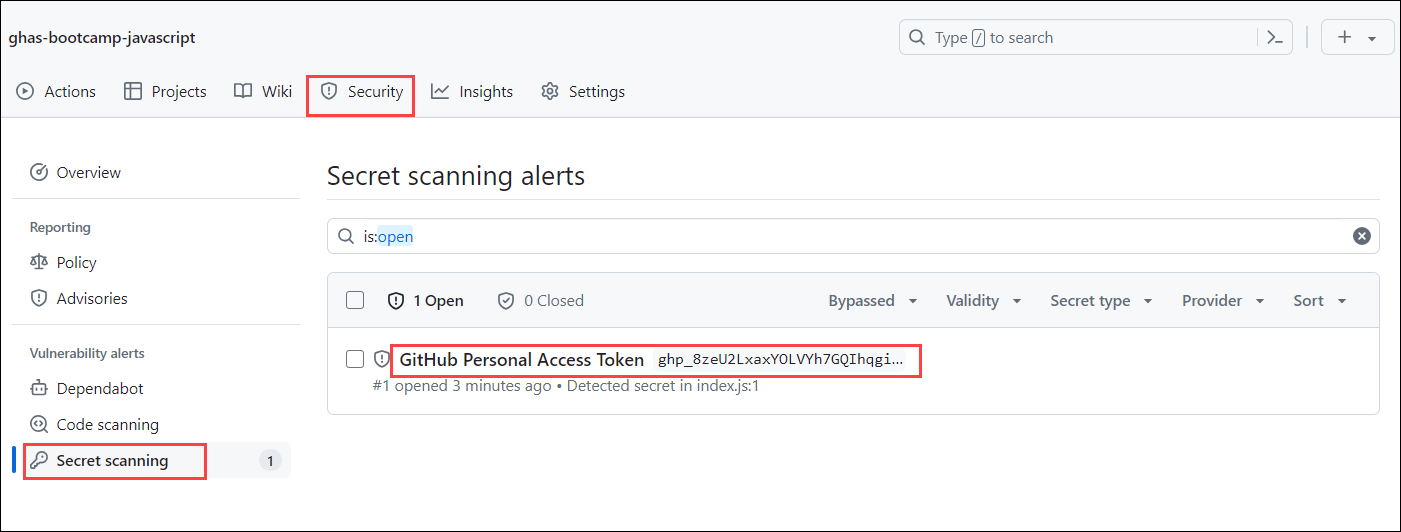 ghas-bootcamp-javascript
Type / to search
Actions Projects Wiki Security Insights Settings
Overview
Reporting
Policy
Advisories
Vulnerability alerts
Dependabot
Code scanning
Secret scanning 1
Secret scanning alerts
is:open
1 Open 0 Closed Bypassed Validity Secret type Provider Sort
GitHub Personal Access Token ghp_8zeU2LxaxYOLVYh7GQIhqgi…
#1 opened 3 minutes ago • Detected secret in index.js:1